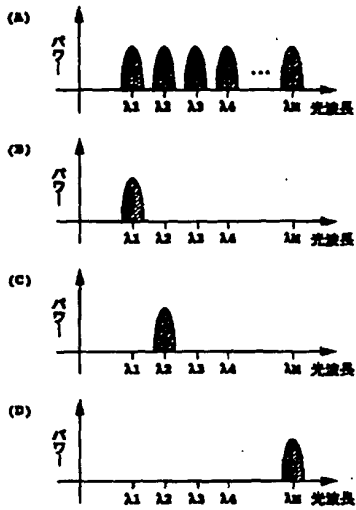 (A)
パワー
λ1 λ2 λ3 λ4 … λN 光波長
(B)
パワー
λ1 λ2 λ3 λ4 λN 光波長
(C)
パワー
λ1 λ2 λ3 λ4 λN 光波長
(D)
パワー
λ1 λ2 λ3 λ4 λN 光波長